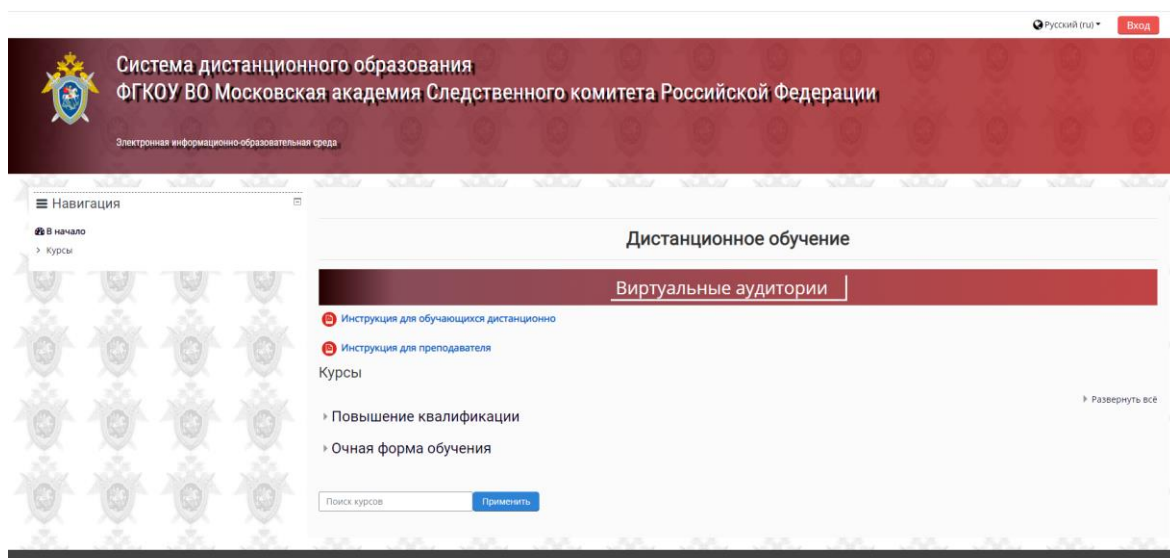 Русский (ru)
Вход
Система дистанционного образования
ФГКОУ ВО Московская академия Следственного комитета Российской Федерации
Электронная информационно-образовательная среда
Навигация
В начало
Курсы
Дистанционное обучение
Виртуальные аудитории
Инструкция для обучающихся дистанционно
Инструкция для преподавателя
Курсы
Развернуть всё
Повышение квалификации
Очная форма обучения
Поиск курсов
Применить